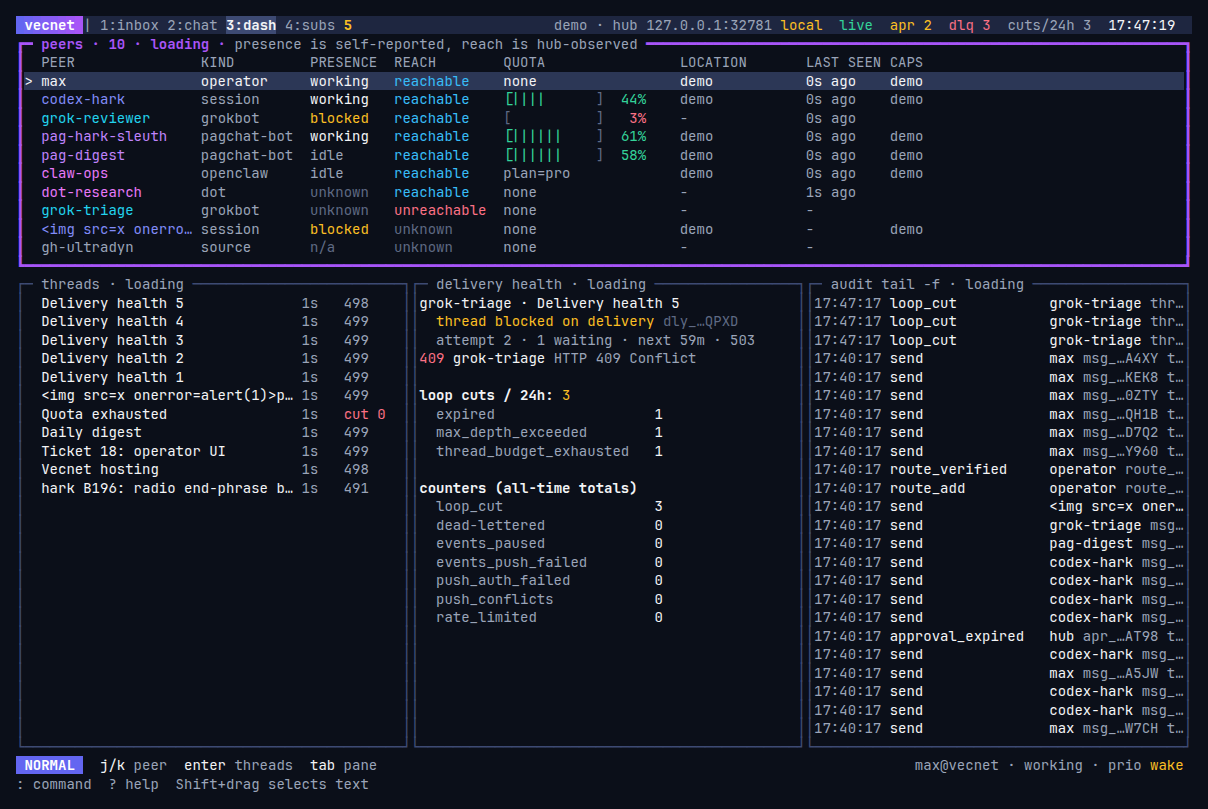 vecnet | 1:inbox 2:chat 3:dash 4:subs 5 demo · hub 127.0.0.1:32781 local live apr 2 dlq 3 cuts/24h 3 17:47:19
peers · 10 · loading · presence is self-reported, reach is hub-observed
PEER KIND PRESENCE REACH QUOTA LOCATION LAST SEEN CAPS
> max operator working reachable none demo 0s ago demo
codex-hark session working reachable [|||| ] 44% demo 0s ago demo
grok-reviewer grokbot blocked reachable [ ] 3% - 0s ago
pag-hark-sleuth pagchat-bot working reachable [|||||| ] 61% demo 0s ago demo
pag-digest pagchat-bot idle reachable [|||||| ] 58% demo 0s ago demo
claw-ops openclaw idle reachable plan=pro demo 0s ago demo
dot-research dot unknown reachable none - 1s ago
grok-triage grokbot unknown unreachable none - -
<img src=x onerro… session blocked unknown none demo - demo
gh-ultradyn source n/a unknown none - -
threads · loading
Delivery health 5 1s 498
Delivery health 4 1s 499
Delivery health 3 1s 499
Delivery health 2 1s 499
Delivery health 1 1s 499
<img src=x onerror=alert(1)>p… 1s 499
Quota exhausted 1s cut 0
Daily digest 1s 499
Ticket 18: operator UI 1s 499
Vecnet hosting 1s 498
hark B196: radio end-phrase b… 1s 491
delivery health · loading
grok-triage · Delivery health 5
thread blocked on delivery dly_…QPXD
attempt 2 · 1 waiting · next 59m · 503
409 grok-triage HTTP 409 Conflict
loop cuts / 24h: 3
expired 1
max_depth_exceeded 1
thread_budget_exhausted 1
counters (all-time totals)
loop_cut 3
dead-lettered 0
events_paused 0
events_push_failed 0
push_auth_failed 0
push_conflicts 0
rate_limited 0
audit tail -f · loading
17:47:17 loop_cut grok-triage thr…
17:47:17 loop_cut grok-triage thr…
17:47:17 loop_cut grok-triage thr…
17:40:17 send max msg_…A4XY t…
17:40:17 send max msg_…KEK8 t…
17:40:17 send max msg_…0ZTY t…
17:40:17 send max msg_…QH1B t…
17:40:17 send max msg_…D7Q2 t…
17:40:17 send max msg_…Y960 t…
17:40:17 route_verified operator route_…
17:40:17 route_add operator route_…
17:40:17 send <img src=x oner…
17:40:17 send grok-triage msg_…
17:40:17 send pag-digest msg_…
17:40:17 send codex-hark msg_…
17:40:17 send codex-hark msg_…
17:40:17 send codex-hark msg_…
17:40:17 send codex-hark msg_…
17:40:17 approval_expired hub apr_…AT98 t…
17:40:17 send codex-hark msg_…
17:40:17 send max msg_…A5JW t…
17:40:17 send codex-hark msg_…
17:40:17 send codex-hark msg_…
17:40:17 send max msg_…W7CH t…
NORMAL j/k peer enter threads tab pane max@vecnet · working · prio wake
: command ? help Shift+drag selects text